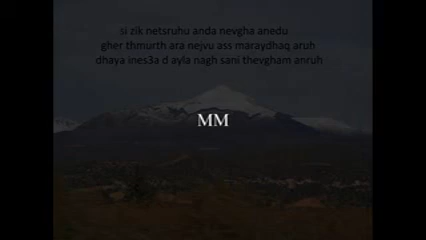 si zik netsruhu anda nevgha anedu
gher thmurth ara nejvu ass maraydhaq aruh
dhaya ines3a d ayla nagh sani thevgham anruh
MM